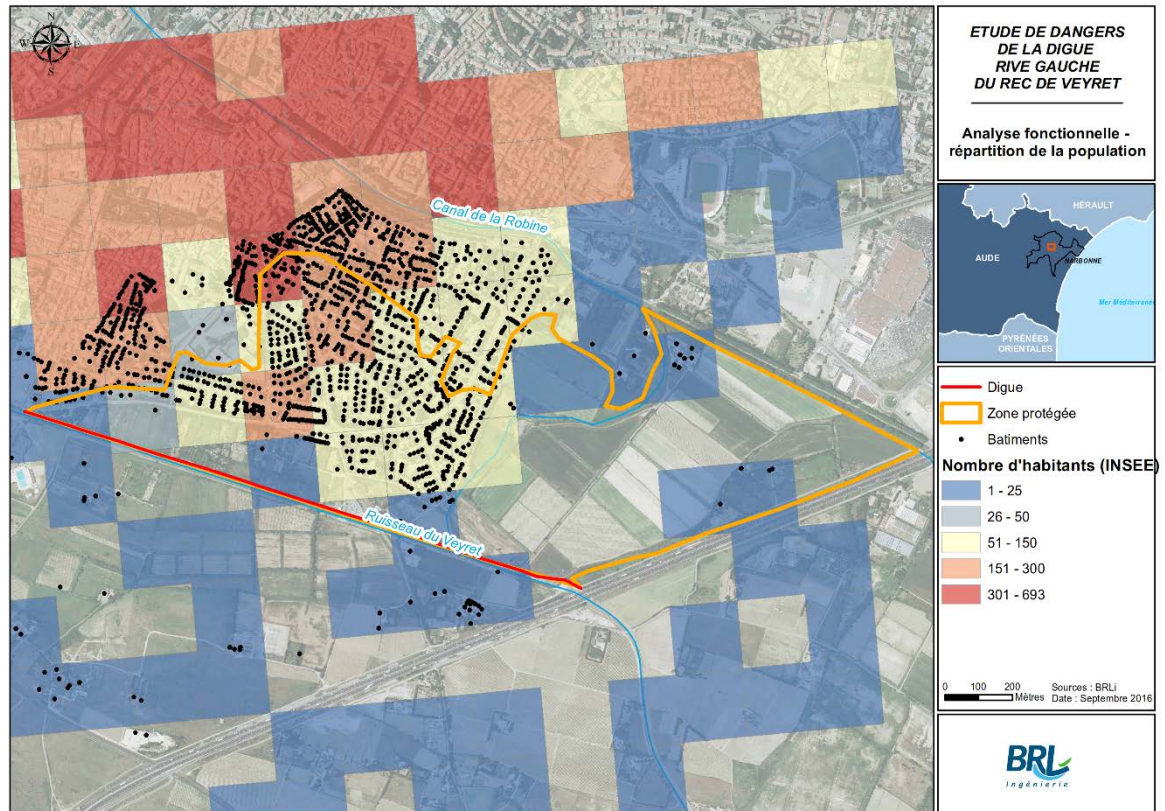 N
W
E
S
Canal de la Robine
Ruisseau du Veyret
ETUDE DE DANGERS
DE LA DIGUE
RIVE GAUCHE
DU REC DE VEYRET
Analyse fonctionnelle -
répartition de la population
HÉRAULT
AUDE
NARBONNE
Mer Méditerranée
PYRÉNÉES
ORIENTALES
Digue
Zone protégée
Batiments
Nombre d'habitants (INSEE)
1 - 25
26 - 50
51 - 150
151 - 300
301 - 693
0 100 200
Mètres
Sources : BRLi
Date : Septembre 2016
BRL
Ingénierie